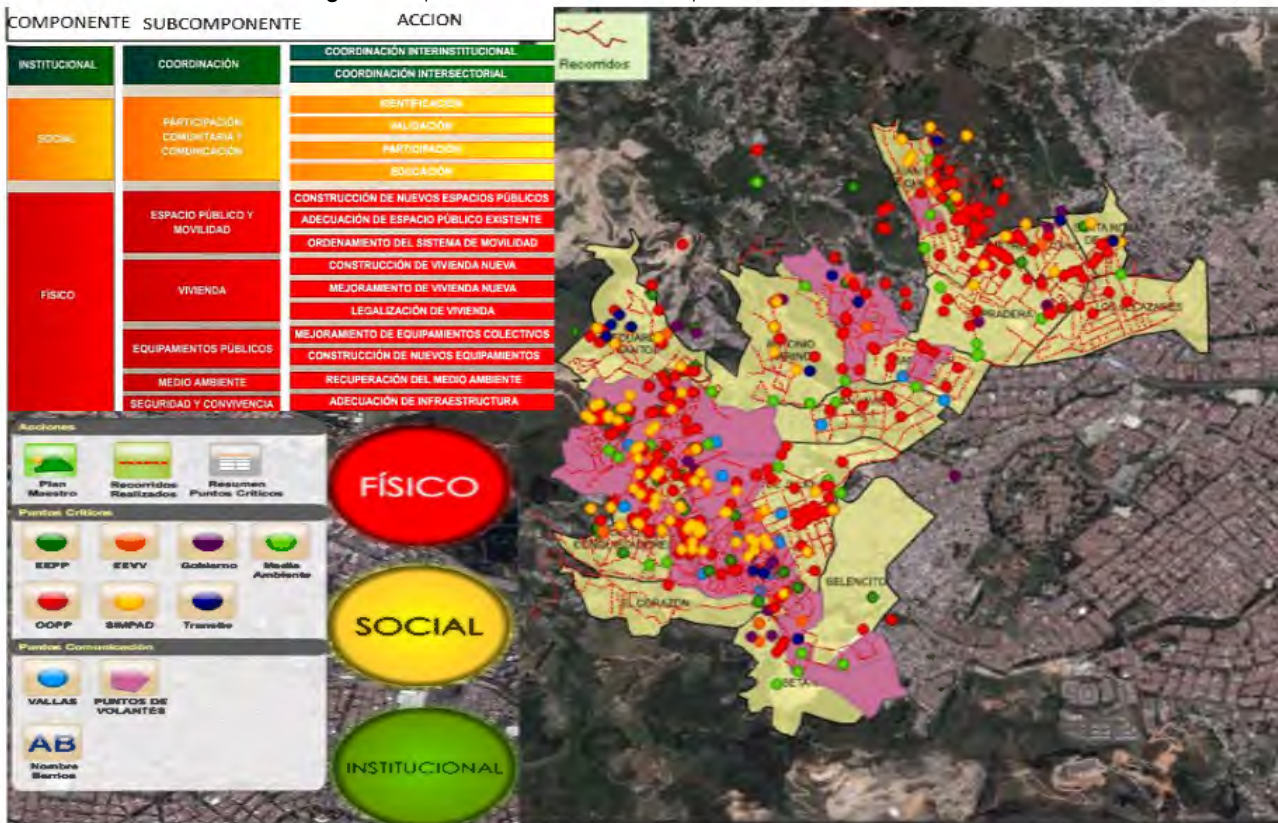 COMPONENTE SUBCOMPONENTE ACCION
INSTITUCIONAL
COORDINACIÓN
COORDINACIÓN INTERINSTITUCIONAL
COORDINACIÓN INTERSECTORIAL
SOCIAL
PARTICIPACIÓN
COMUNITARIA Y
COMUNICACIÓN
IDENTIFICACIÓN
VALIDACIÓN
PARTICIPACIÓN
EDUCACIÓN
FÍSICO
ESPACIO PÚBLICO Y
MOVILIDAD
CONSTRUCCIÓN DE NUEVOS ESPACIOS PÚBLICOS
ADECUACIÓN DE ESPACIO PÚBLICO EXISTENTE
ORDENAMIENTO DEL SISTEMA DE MOVILIDAD
VIVIENDA
CONSTRUCCIÓN DE VIVIENDA NUEVA
MEJORAMIENTO DE VIVIENDA NUEVA
LEGALIZACIÓN DE VIVIENDA
EQUIPAMIENTOS PÚBLICOS
MEJORAMIENTO DE EQUIPAMIENTOS COLECTIVOS
CONSTRUCCIÓN DE NUEVOS EQUIPAMIENTOS
MEDIO AMBIENTE
RECUPERACIÓN DEL MEDIO AMBIENTE
SEGURIDAD Y CONVIVENCIA
ADECUACIÓN DE INFRAESTRUCTURA
Recorridos
Acciones
Plan
Maestro
Recorridos
Realizados
Resumen
Puntos Críticos
Puntos Críticos
EEPP
EEVV
Gobierno
Medio
Ambiente
OOPP
SIMPAD
Transito
Puntos Comunicación
VALLAS
PUNTOS DE
VOLANTES
AB
Nombre
Barrios
FÍSICO
SOCIAL
INSTITUCIONAL
PRADERA
LOS ALCAZARES
EL CORAZON
BELENCITO
BETA